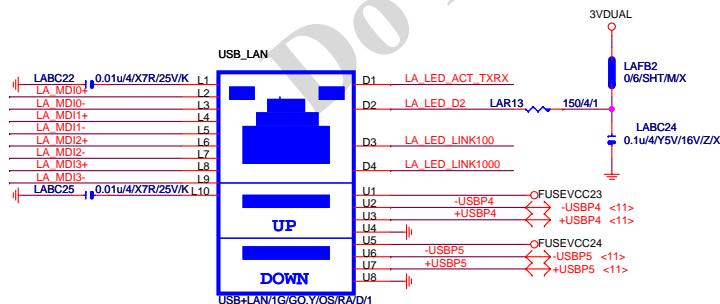 Do
3VDUAL
USB_LAN
LAFB2
0/6/SHT/M/X
LABC22 0.01u/4/X7R/25V/K L1 D1 LA_LED_ACT_TXRX
LA_MDI0+ L2
LA_MDI0- L3 D2 LA_LED_D2 LAR13 150/4/1
LA_MDI1+ L4
LA_MDI1- L5
LABC24
0.1u/4/Y5V/16V/Z/X
LA_MDI2+ L6 D3 LA_LED_LINK100
LA_MDI2- L7
LA_MDI3+ L8 D4 LA_LED_LINK1000
LA_MDI3- L9
LABC25 0.01u/4/X7R/25V/K L10 U1 FUSEVCC23
U2 -USBP4 -USBP4 <11>
UP U3 +USBP4 +USBP4 <11>
U4
U5 FUSEVCC24
U6 -USBP5 -USBP5 <11>
DOWN U7 +USBP5 +USBP5 <11>
U8
USB+LAN/1G/GO,Y/OS/RA/D/1